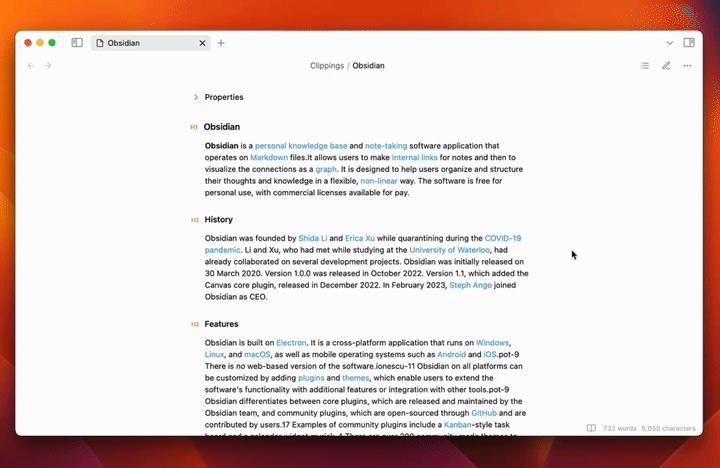 Obsidian
Clippings / Obsidian
Properties
H1 Obsidian
Obsidian is a personal knowledge base and note-taking software application that
operates on Markdown files.It allows users to make internal links for notes and then to
visualize the connections as a graph. It is designed to help users organize and structure
their thoughts and knowledge in a flexible, non-linear way. The software is free for
personal use, with commercial licenses available for pay.
H2 History
Obsidian was founded by Shida Li and Erica Xu while quarantining during the COVID-19
pandemic. Li and Xu, who had met while studying at the University of Waterloo, had
already collaborated on several development projects. Obsidian was initially released on
30 March 2020. Version 1.0.0 was released in October 2022. Version 1.1, which added the
Canvas core plugin, released in December 2022. In February 2023, Steph Ango joined
Obsidian as CEO.
H2 Features
Obsidian is built on Electron. It is a cross-platform application that runs on Windows,
Linux, and macOS, as well as mobile operating systems such as Android and iOS.pot-9
There is no web-based version of the software.ionescu-11 Obsidian on all platforms can
be customized by adding plugins and themes, which enable users to extend the
software's functionality with additional features or integration with other tools.pot-9
Obsidian differentiates between core plugins, which are released and maintained by the
Obsidian team, and community plugins, which are open-sourced through GitHub and are
contributed by users.17 Examples of community plugins include a Kanban-style task
732 words 5,050 characters